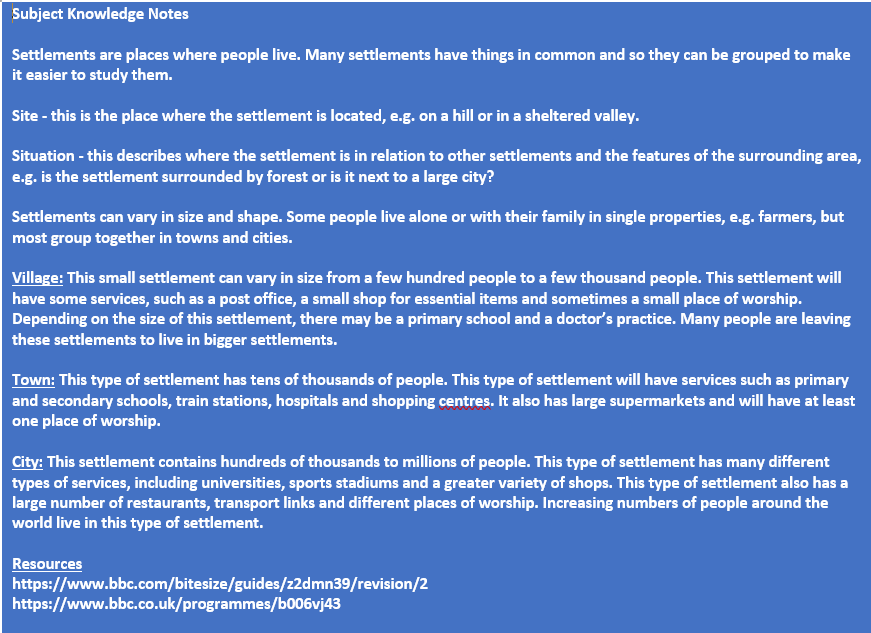 Subject Knowledge Notes
Settlements are places where people live. Many settlements have things in common and so they can be grouped to make
it easier to study them.
Site - this is the place where the settlement is located, e.g. on a hill or in a sheltered valley.
Situation - this describes where the settlement is in relation to other settlements and the features of the surrounding area,
e.g. is the settlement surrounded by forest or is it next to a large city?
Settlements can vary in size and shape. Some people live alone or with their family in single properties, e.g. farmers, but
most group together in towns and cities.
Village: This small settlement can vary in size from a few hundred people to a few thousand people. This settlement will
have some services, such as a post office, a small shop for essential items and sometimes a small place of worship.
Depending on the size of this settlement, there may be a primary school and a doctor’s practice. Many people are leaving
these settlements to live in bigger settlements.
Town: This type of settlement has tens of thousands of people. This type of settlement will have services such as primary
and secondary schools, train stations, hospitals and shopping centres. It also has large supermarkets and will have at least
one place of worship.
City: This settlement contains hundreds of thousands to millions of people. This type of settlement has many different
types of services, including universities, sports stadiums and a greater variety of shops. This type of settlement also has a
large number of restaurants, transport links and different places of worship. Increasing numbers of people around the
world live in this type of settlement.
Resources
https://www.bbc.com/bitesize/guides/z2dmn39/revision/2
https://www.bbc.co.uk/programmes/b006vj43